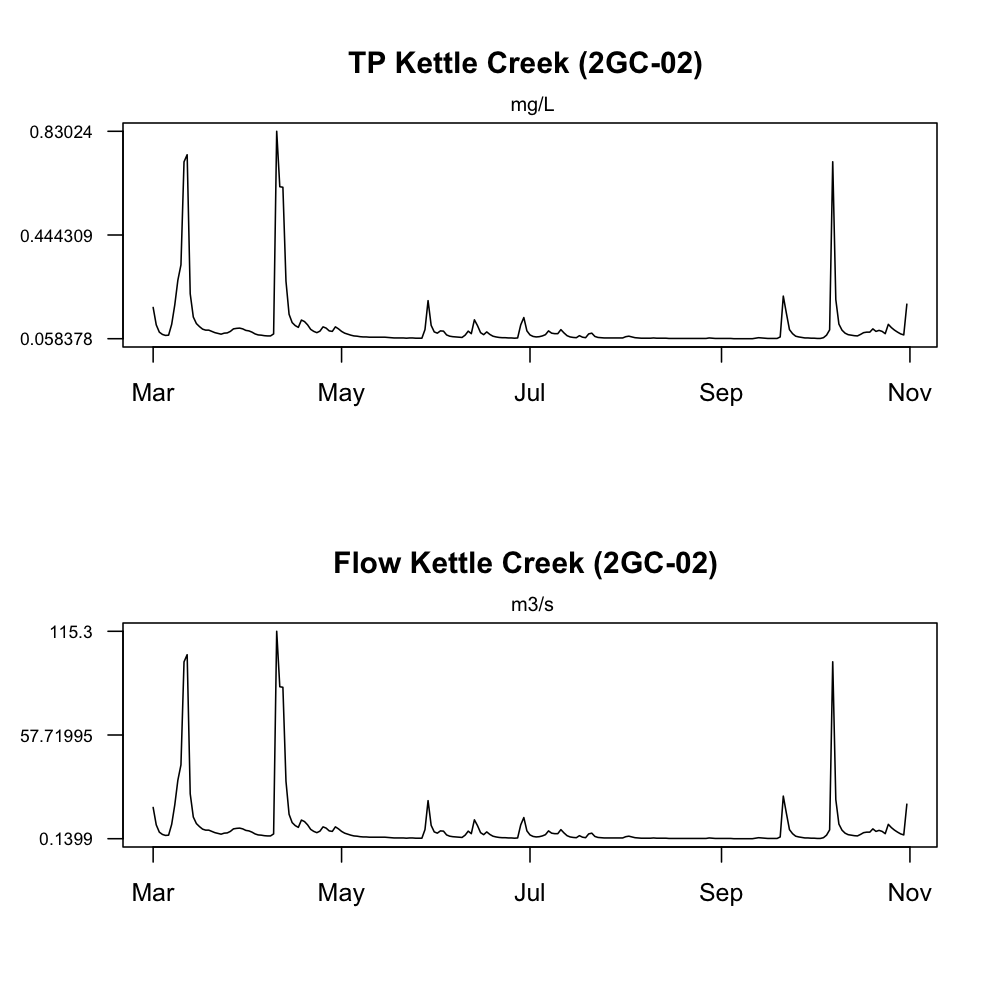 TP Kettle Creek (2GC-02)
mg/L
0.83024
0.444309
0.058378
Mar May Jul Sep Nov
Flow Kettle Creek (2GC-02)
m3/s
115.3
57.71995
0.1399
Mar May Jul Sep Nov